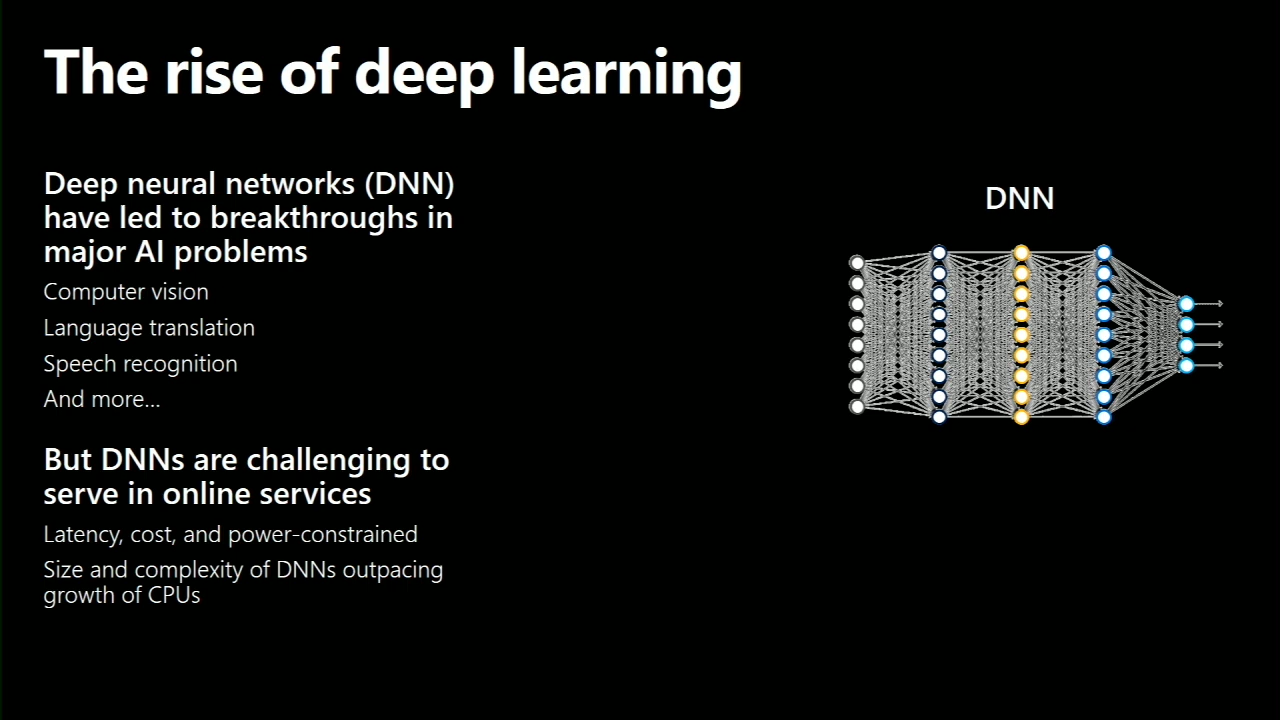 The rise of deep learning
Deep neural networks (DNN)
have led to breakthroughs in
major AI problems
Computer vision
Language translation
Speech recognition
And more...
But DNNs are challenging to
serve in online services
Latency, cost, and power-constrained
Size and complexity of DNNs outpacing
growth of CPUs
DNN